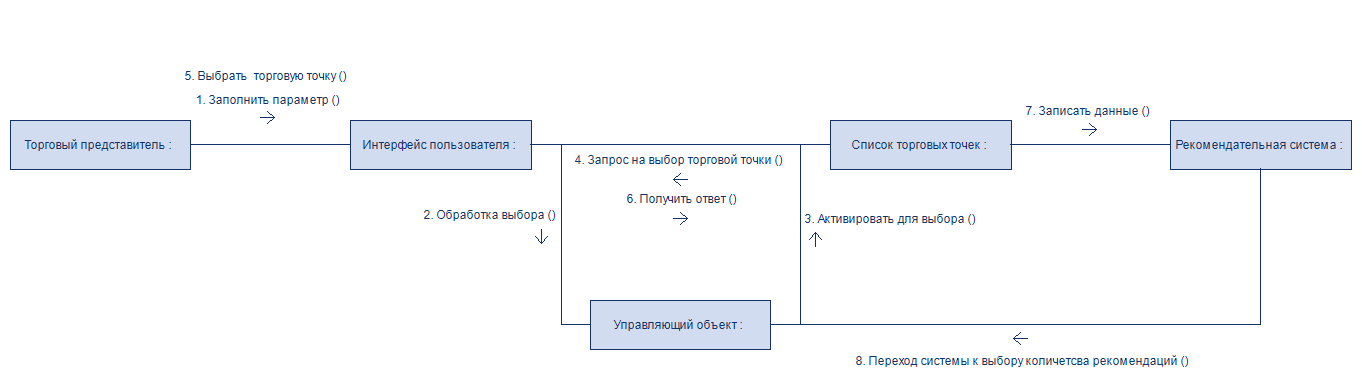 5. Выбрать торговую точку ()
1. Заполнить параметр ()
7. Записать данные ()
Торговый представитель :
Интерфейс пользователя :
Список торговых точек :
Рекомендательная система :
4. Запрос на выбор торговой точки ()
6. Получить ответ ()
2. Обработка выбора ()
3. Активировать для выбора ()
Управляющий объект :
8. Переход системы к выбору количетсва рекомендаций ()